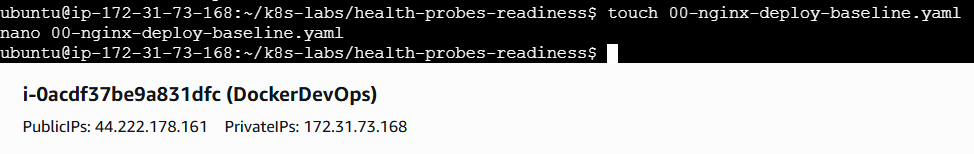 ubuntu@ip-172-31-73-168:~/k8s-labs/health-probes-readiness$ touch 00-nginx-deploy-baseline.yaml
nano 00-nginx-deploy-baseline.yaml
ubuntu@ip-172-31-73-168:~/k8s-labs/health-probes-readiness$
i-0acdf37be9a831dfc (DockerDevOps)
PublicIPs: 44.222.178.161 PrivateIPs: 172.31.73.168